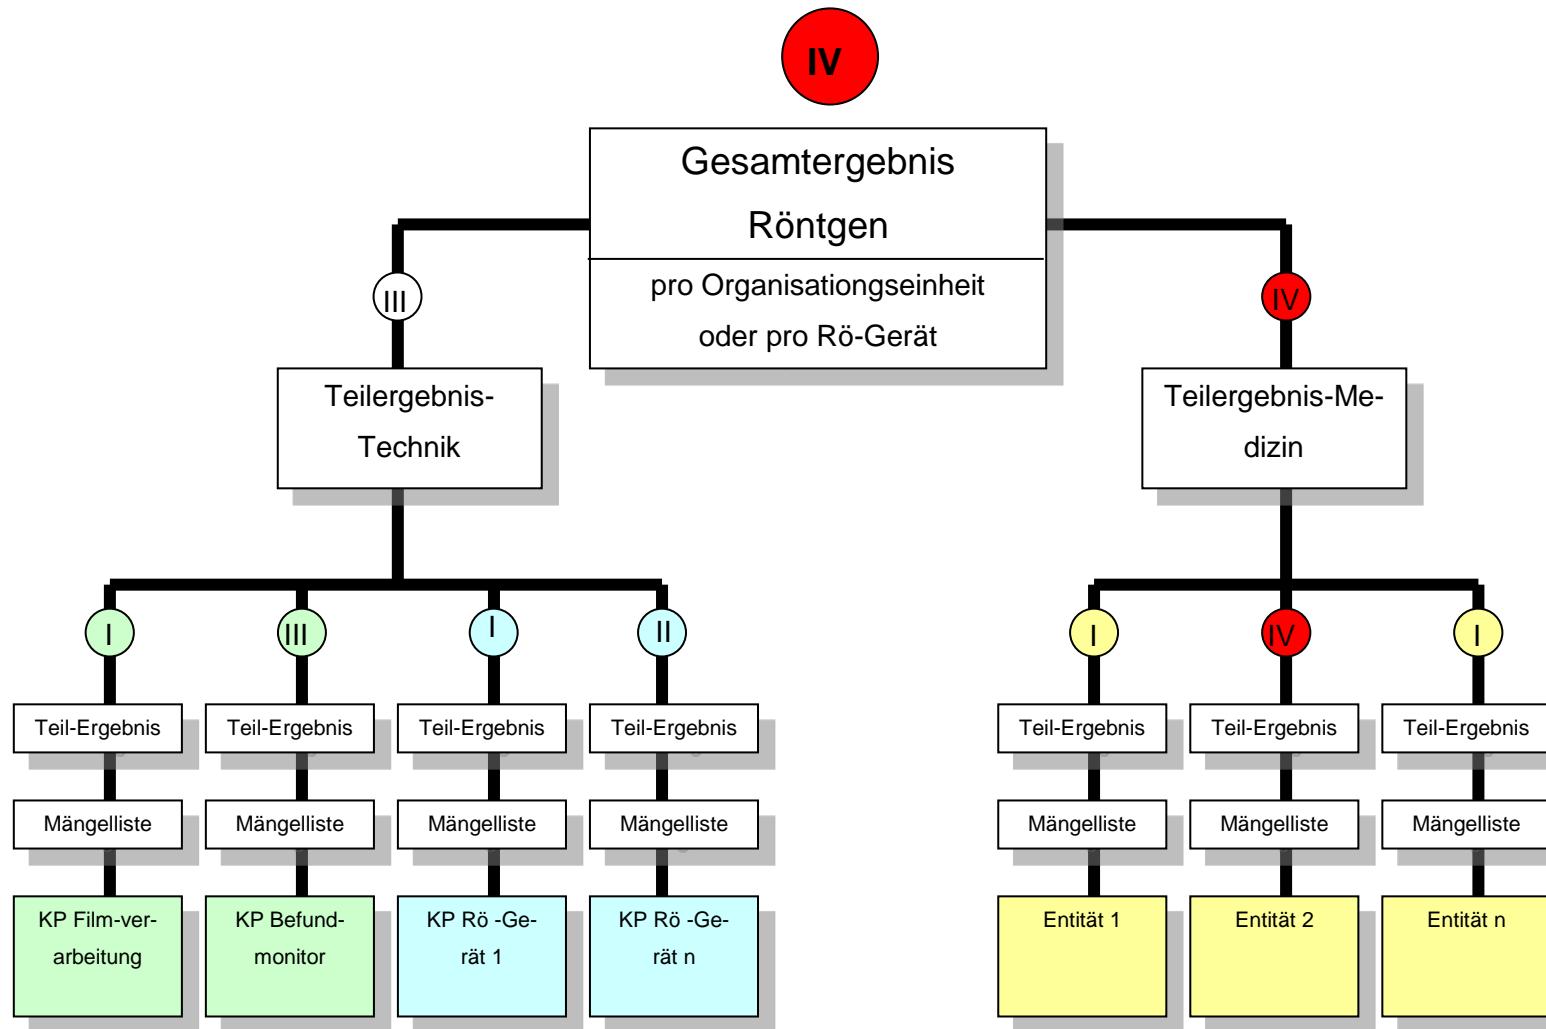 IV
Gesamtergebnis
Röntgen
pro Organisationgseinheit
oder pro Rö-Gerät
III
IV
Teilergebnis-
Technik
Teilergebnis-Me-
dizin
I
III
I
II
I
IV
I
Teil-Ergebnis
Teil-Ergebnis
Teil-Ergebnis
Teil-Ergebnis
Teil-Ergebnis
Teil-Ergebnis
Teil-Ergebnis
Mängelliste
Mängelliste
Mängelliste
Mängelliste
Mängelliste
Mängelliste
Mängelliste
KP Film-ver-
arbeitung
KP Befund-
monitor
KP Rö -Ge-
rät 1
KP Rö -Ge-
rät n
Entität 1
Entität 2
Entität n